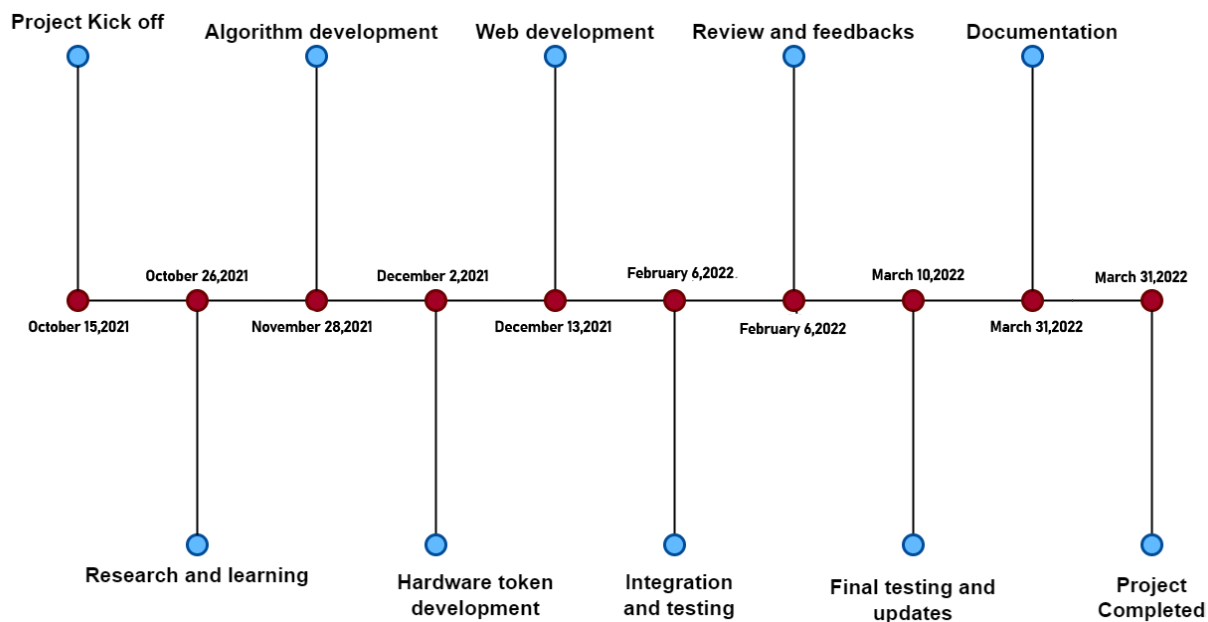 Project Kick off
Algorithm development
Web development
Review and feedbacks
Documentation
October 26,2021
December 2,2021
February 6,2022.
March 10,2022
March 31,2022
October 15,2021
November 28,2021
December 13,2021
February 6,2022
March 31,2022
Research and learning
Hardware token
development
Integration
and testing
Final testing and
updates
Project
Completed